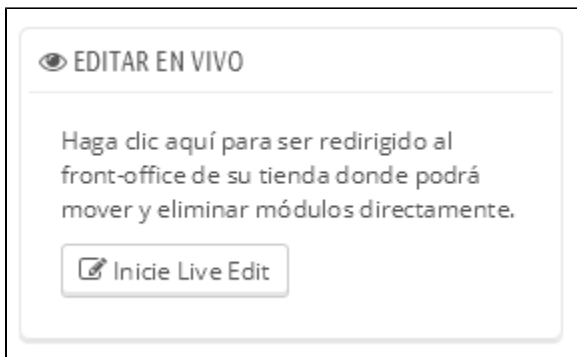 EDITAR EN VIVO
Haga clic aquí para ser redirigido al
front-office de su tienda donde podrá
mover y eliminar módulos directamente.
Inicie Live Edit